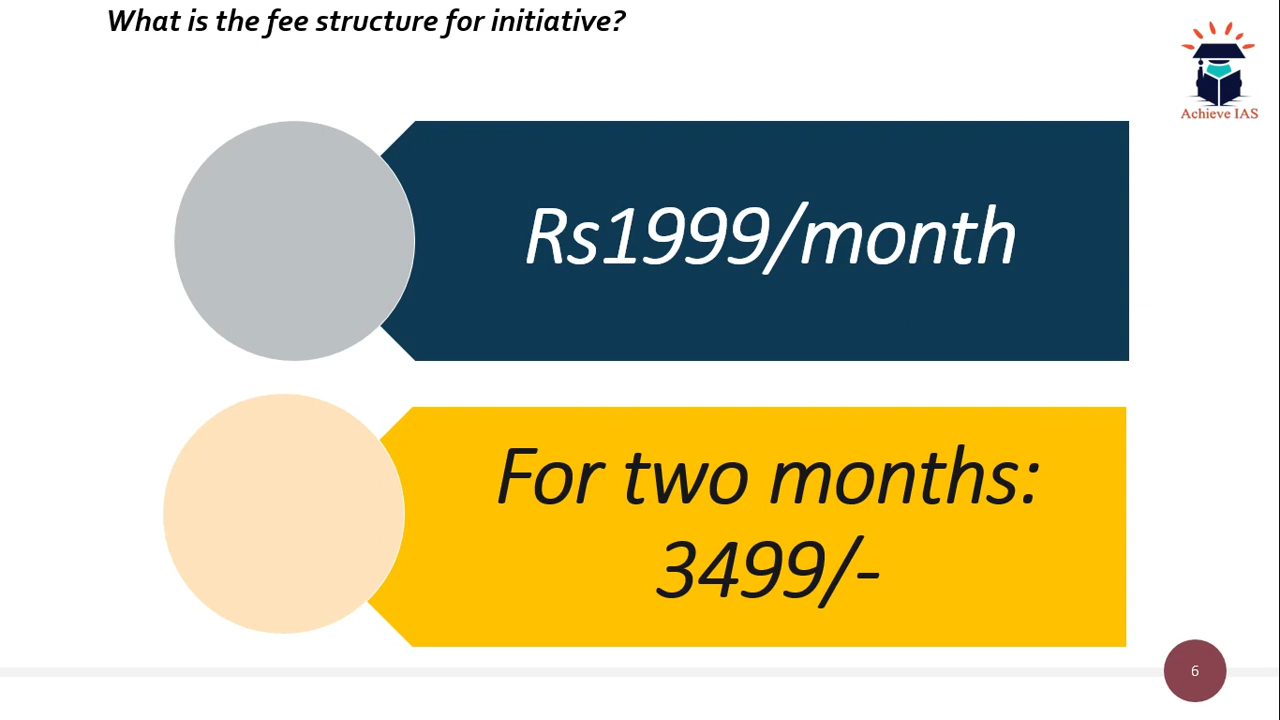 What is the fee structure for initiative?
Achieve IAS
Rs1999/month
For two months:
3499/-
6